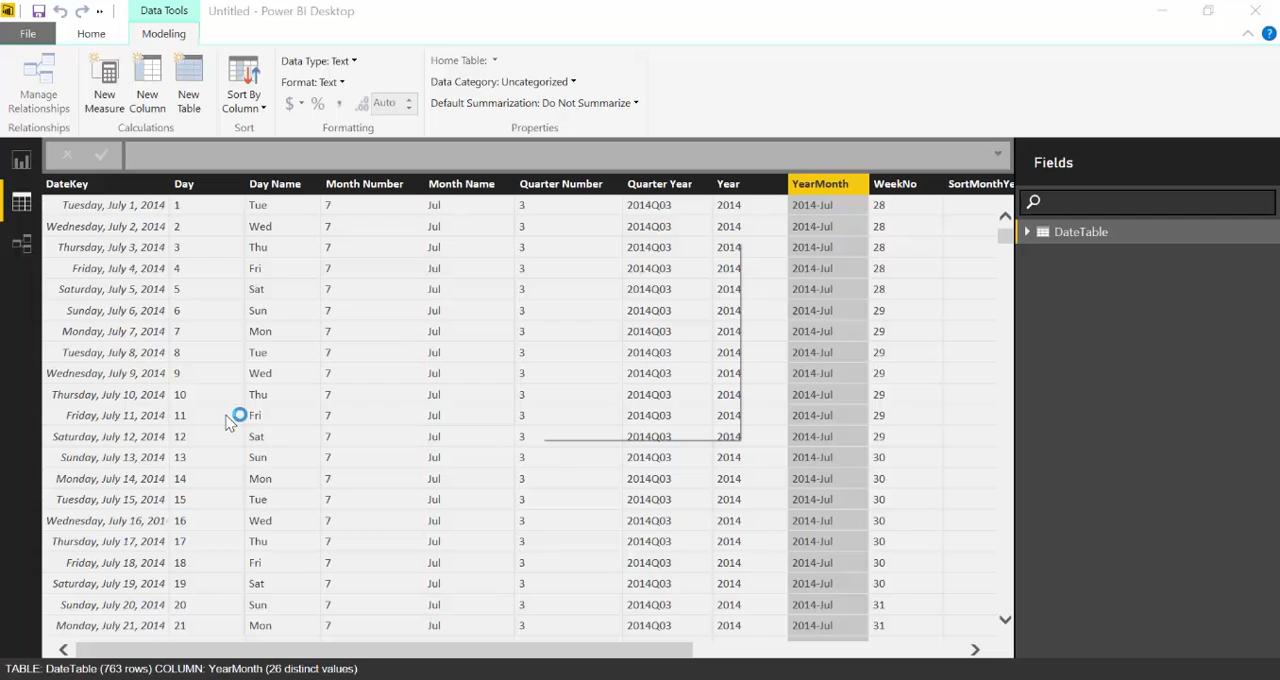 Data Tools Untitled - Power BI Desktop
File Home Modeling
Manage Relationships
New Measure
New Column
New Table
Sort By Column
Data Type: Text
Format: Text
$ % , .00 Auto
Home Table:
Data Category: Uncategorized
Default Summarization: Do Not Summarize
Relationships Calculations Sort Formatting Properties
Fields
DateTable
DateKey Day Day Name Month Number Month Name Quarter Number Quarter Year Year YearMonth WeekNo SortMonthYe
Tuesday, July 1, 2014 1 Tue 7 Jul 3 2014Q03 2014 2014-Jul 28
Wednesday, July 2, 2014 2 Wed 7 Jul 3 2014Q03 2014 2014-Jul 28
Thursday, July 3, 2014 3 Thu 7 Jul 3 2014Q03 2014 2014-Jul 28
Friday, July 4, 2014 4 Fri 7 Jul 3 2014Q03 2014 2014-Jul 28
Saturday, July 5, 2014 5 Sat 7 Jul 3 2014Q03 2014 2014-Jul 28
Sunday, July 6, 2014 6 Sun 7 Jul 3 2014Q03 2014 2014-Jul 29
Monday, July 7, 2014 7 Mon 7 Jul 3 2014Q03 2014 2014-Jul 29
Tuesday, July 8, 2014 8 Tue 7 Jul 3 2014Q03 2014 2014-Jul 29
Wednesday, July 9, 2014 9 Wed 7 Jul 3 2014Q03 2014 2014-Jul 29
Thursday, July 10, 2014 10 Thu 7 Jul 3 2014Q03 2014 2014-Jul 29
Friday, July 11, 2014 11 Fri 7 Jul 3 2014Q03 2014 2014-Jul 29
Saturday, July 12, 2014 12 Sat 7 Jul 3 2014Q03 2014 2014-Jul 29
Sunday, July 13, 2014 13 Sun 7 Jul 3 2014Q03 2014 2014-Jul 30
Monday, July 14, 2014 14 Mon 7 Jul 3 2014Q03 2014 2014-Jul 30
Tuesday, July 15, 2014 15 Tue 7 Jul 3 2014Q03 2014 2014-Jul 30
Wednesday, July 16, 201 16 Wed 7 Jul 3 2014Q03 2014 2014-Jul 30
Thursday, July 17, 2014 17 Thu 7 Jul 3 2014Q03 2014 2014-Jul 30
Friday, July 18, 2014 18 Fri 7 Jul 3 2014Q03 2014 2014-Jul 30
Saturday, July 19, 2014 19 Sat 7 Jul 3 2014Q03 2014 2014-Jul 30
Sunday, July 20, 2014 20 Sun 7 Jul 3 2014Q03 2014 2014-Jul 31
Monday, July 21, 2014 21 Mon 7 Jul 3 2014Q03 2014 2014-Jul 31
TABLE: DateTable (763 rows) COLUMN: YearMonth (26 distinct values)